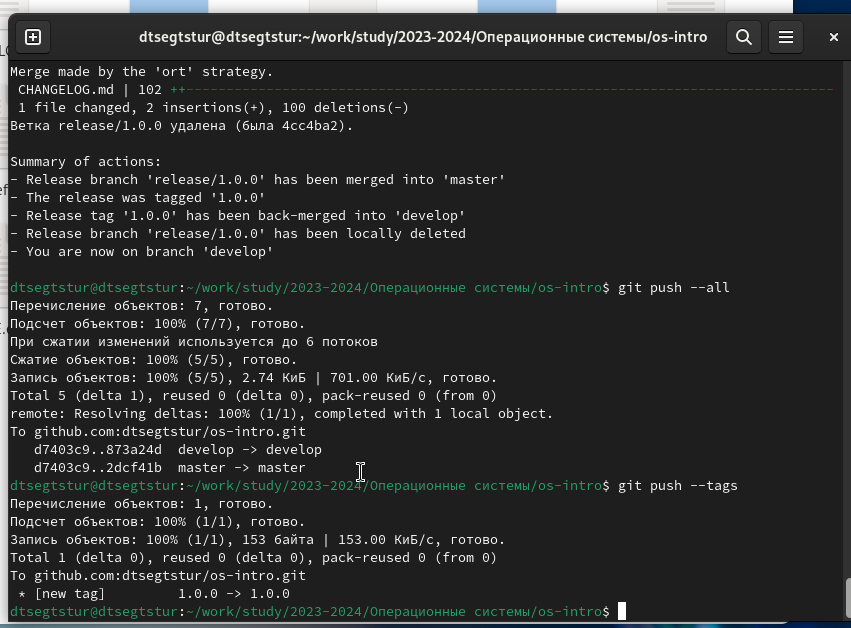 dtsegtstur@dtsegtstur:~/work/study/2023-2024/Операционные системы/os-intro
Merge made by the 'ort' strategy.
 CHANGELOG.md | 102 ++--------------------------------------------------------------------------------
 1 file changed, 2 insertions(+), 100 deletions(-)
Ветка release/1.0.0 удалена (была 4cc4ba2).
Summary of actions:
- Release branch 'release/1.0.0' has been merged into 'master'
- The release was tagged '1.0.0'
- Release tag '1.0.0' has been back-merged into 'develop'
- Release branch 'release/1.0.0' has been locally deleted
- You are now on branch 'develop'
dtsegtstur@dtsegtstur:~/work/study/2023-2024/Операционные системы/os-intro$ git push --all
Перечисление объектов: 7, готово.
Подсчет объектов: 100% (7/7), готово.
При сжатии изменений используется до 6 потоков
Сжатие объектов: 100% (5/5), готово.
Запись объектов: 100% (5/5), 2.74 КиБ | 701.00 КиБ/с, готово.
Total 5 (delta 1), reused 0 (delta 0), pack-reused 0 (from 0)
remote: Resolving deltas: 100% (1/1), completed with 1 local object.
To github.com:dtsegtstur/os-intro.git
   d7403c9..873a24d  develop -> develop
   d7403c9..2dcf41b  master -> master
dtsegtstur@dtsegtstur:~/work/study/2023-2024/Операционные системы/os-intro$ git push --tags
Перечисление объектов: 1, готово.
Подсчет объектов: 100% (1/1), готово.
Запись объектов: 100% (1/1), 153 байта | 153.00 КиБ/с, готово.
Total 1 (delta 0), reused 0 (delta 0), pack-reused 0 (from 0)
To github.com:dtsegtstur/os-intro.git
 * [new tag]         1.0.0 -> 1.0.0
dtsegtstur@dtsegtstur:~/work/study/2023-2024/Операционные системы/os-intro$